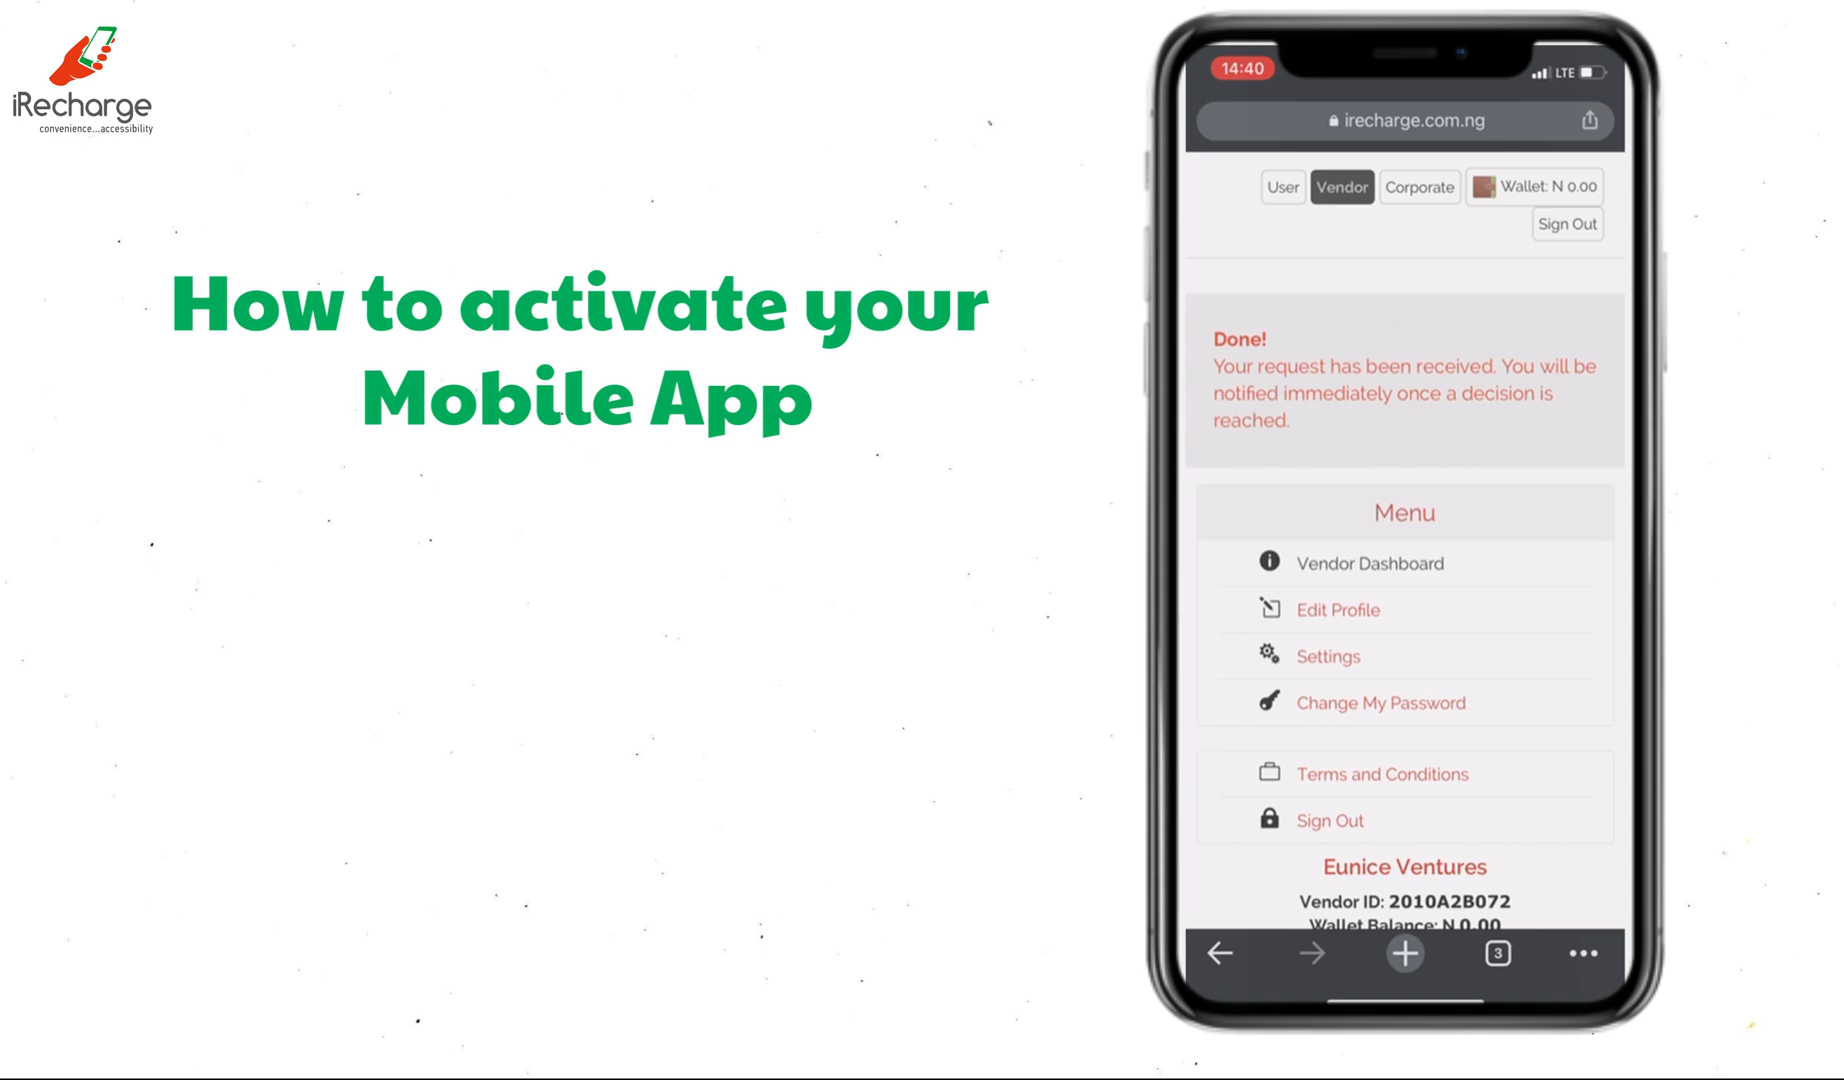 iRecharge
convenience...accessibility
How to activate your
Mobile App
14:40
LTE
irecharge.com.ng
User
Vendor
Corporate
Wallet: N 0.00
Sign Out
Done!
Your request has been received. You will be
notified immediately once a decision is
reached.
Menu
Vendor Dashboard
Edit Profile
Settings
Change My Password
Terms and Conditions
Sign Out
Eunice Ventures
Vendor ID: 2010A2B072
Wallet Balance: N 0.00
3